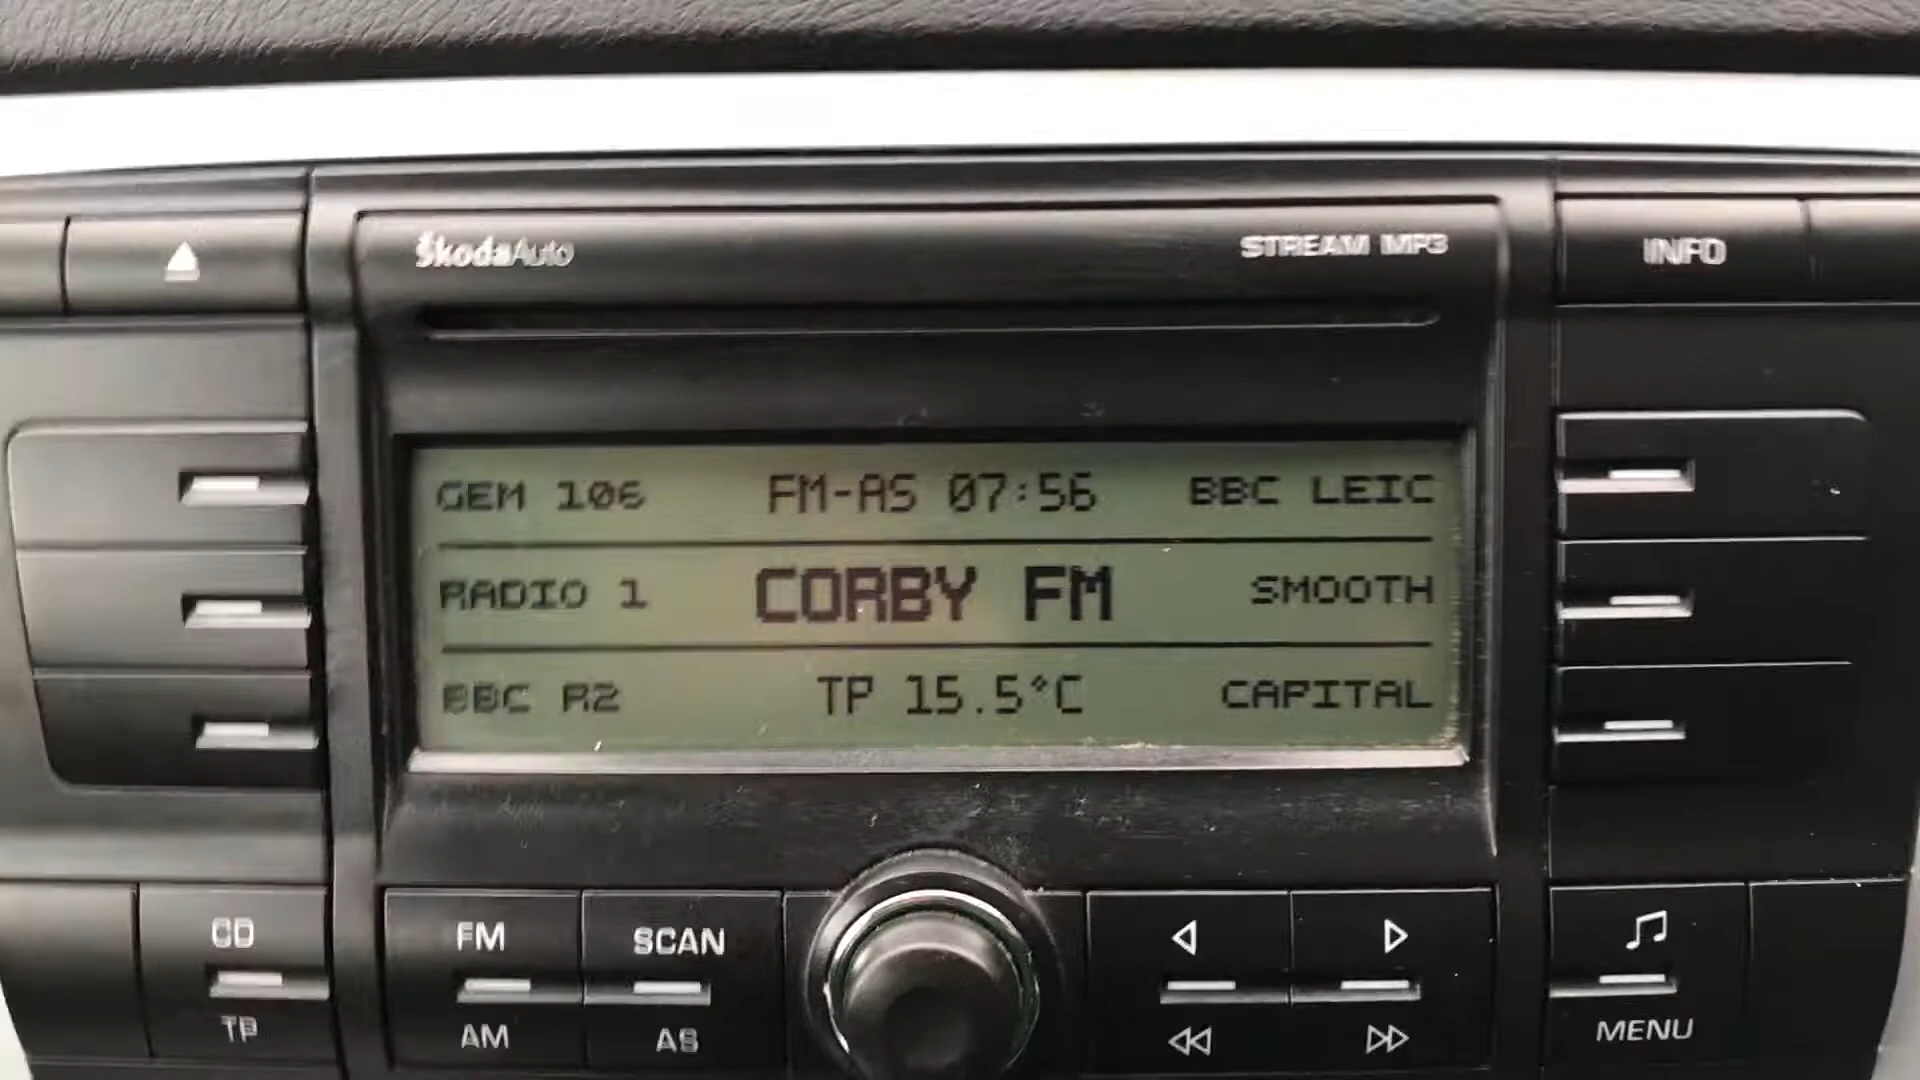 ŠkodaAuto STREAM MP3 INFO
GEM 106 FM-AS 07:56 BBC LEIC
RADIO 1 CORBY FM SMOOTH
BBC R2 TP 15.5°C CAPITAL
CD FM SCAN
TP AM AS MENU